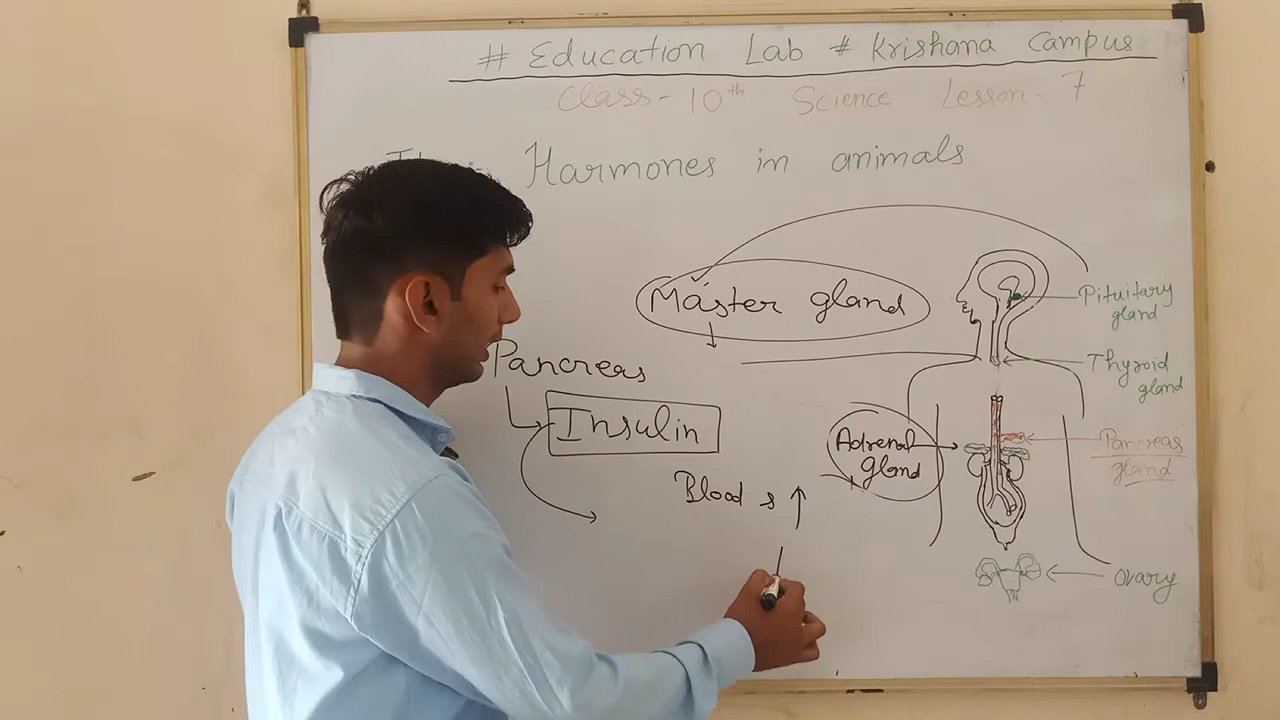 # Education Lab # Krishana Campus
Class - 10th Science Lesson - 7
Harmones in animals
Master gland
Pituitary
gland
Thyroid
gland
Pancreas
Insulin
Adrenal
gland
Pancreas
gland
Blood s ↑
Ovary